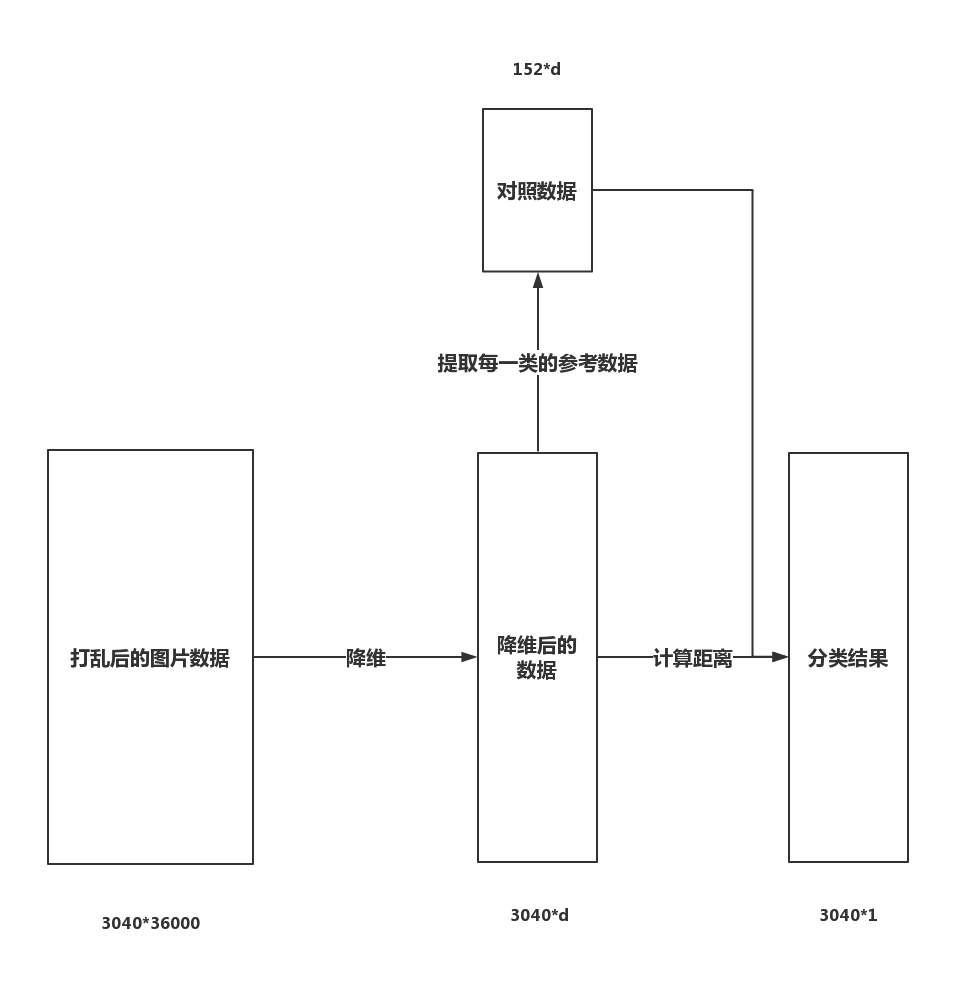 152*d
对照数据
提取每一类的参考数据
打乱后的图片数据
降维
降维后的
数据
计算距离
分类结果
3040*36000
3040*d
3040*1